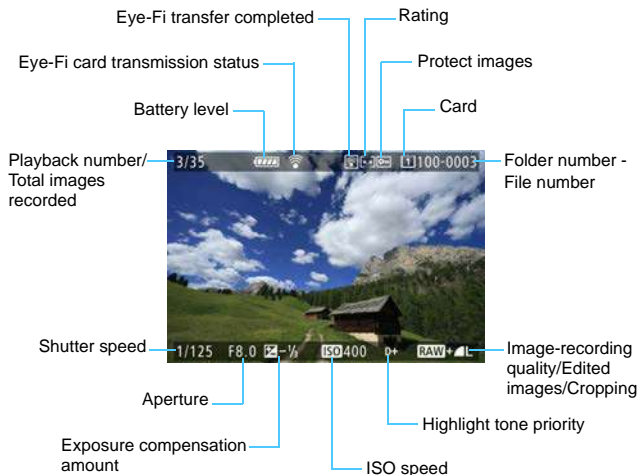 Eye-Fi transfer completed
Rating
Eye-Fi card transmission status
Protect images
Battery level
Card
Playback number/
Total images
recorded
3/35
1 100-0003
Folder number -
File number
Shutter speed
1/125 F8.0 -⅓ ISO 400 D+ RAW+L
Image-recording
quality/Edited
images/Cropping
Aperture
Highlight tone priority
Exposure compensation
amount
ISO speed